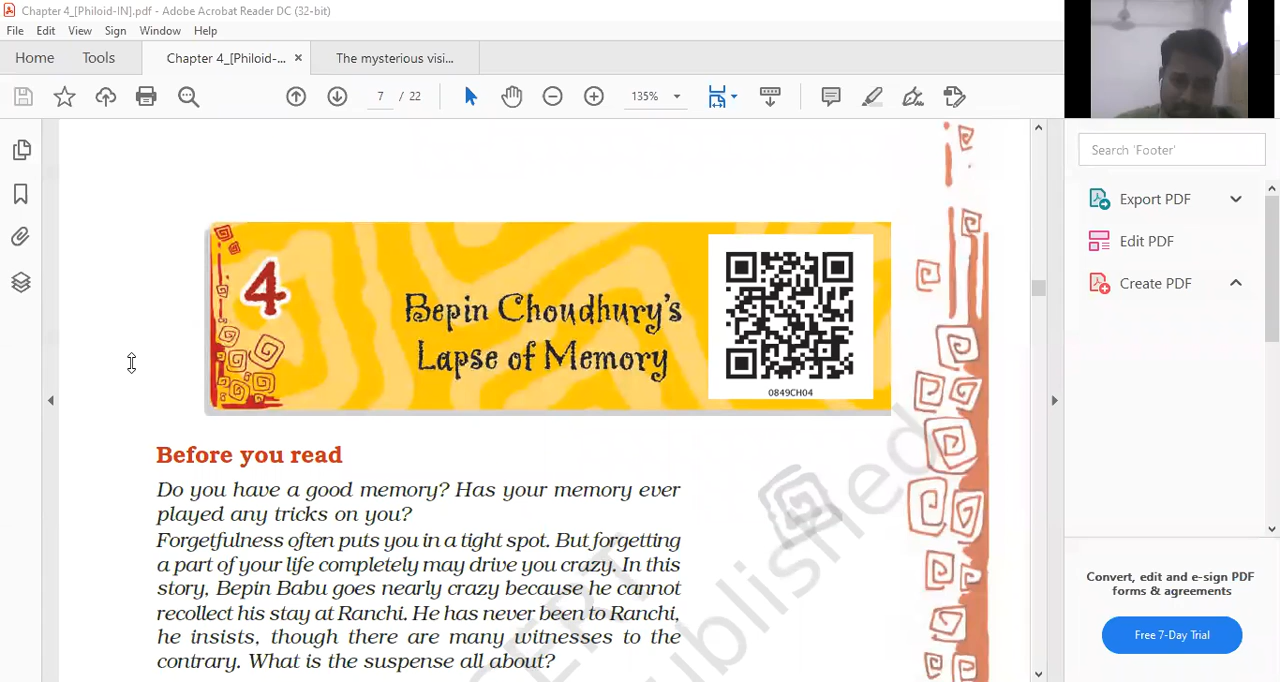 Chapter 4_[Philoid-IN].pdf - Adobe Acrobat Reader DC (32-bit)
File Edit View Sign Window Help
Home Tools Chapter 4_[Philoid-... × The mysterious visi...
7 / 22 135%
Search 'Footer'
Export PDF
Edit PDF
Create PDF
4
Bepin Choudhury's
Lapse of Memory
0849CH04
Before you read
Do you have a good memory? Has your memory ever
played any tricks on you?
Forgetfulness often puts you in a tight spot. But forgetting
a part of your life completely may drive you crazy. In this
story, Bepin Babu goes nearly crazy because he cannot
recollect his stay at Ranchi. He has never been to Ranchi,
he insists, though there are many witnesses to the
contrary. What is the suspense all about?
Convert, edit and e-sign PDF
forms & agreements
Free 7-Day Trial